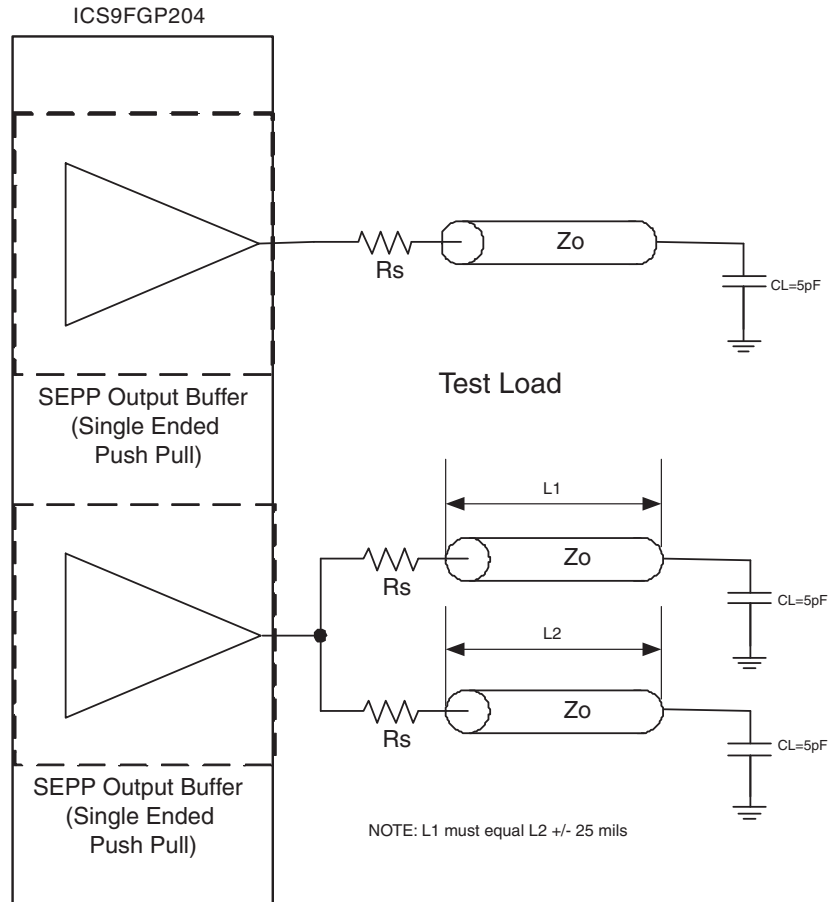 ICS9FGP204
Rs
Zo
CL=5pF
SEPP Output Buffer
(Single Ended
Push Pull)
Test Load
L1
Rs
Zo
CL=5pF
L2
Rs
Zo
CL=5pF
SEPP Output Buffer
(Single Ended
Push Pull)
NOTE: L1 must equal L2 +/- 25 mils